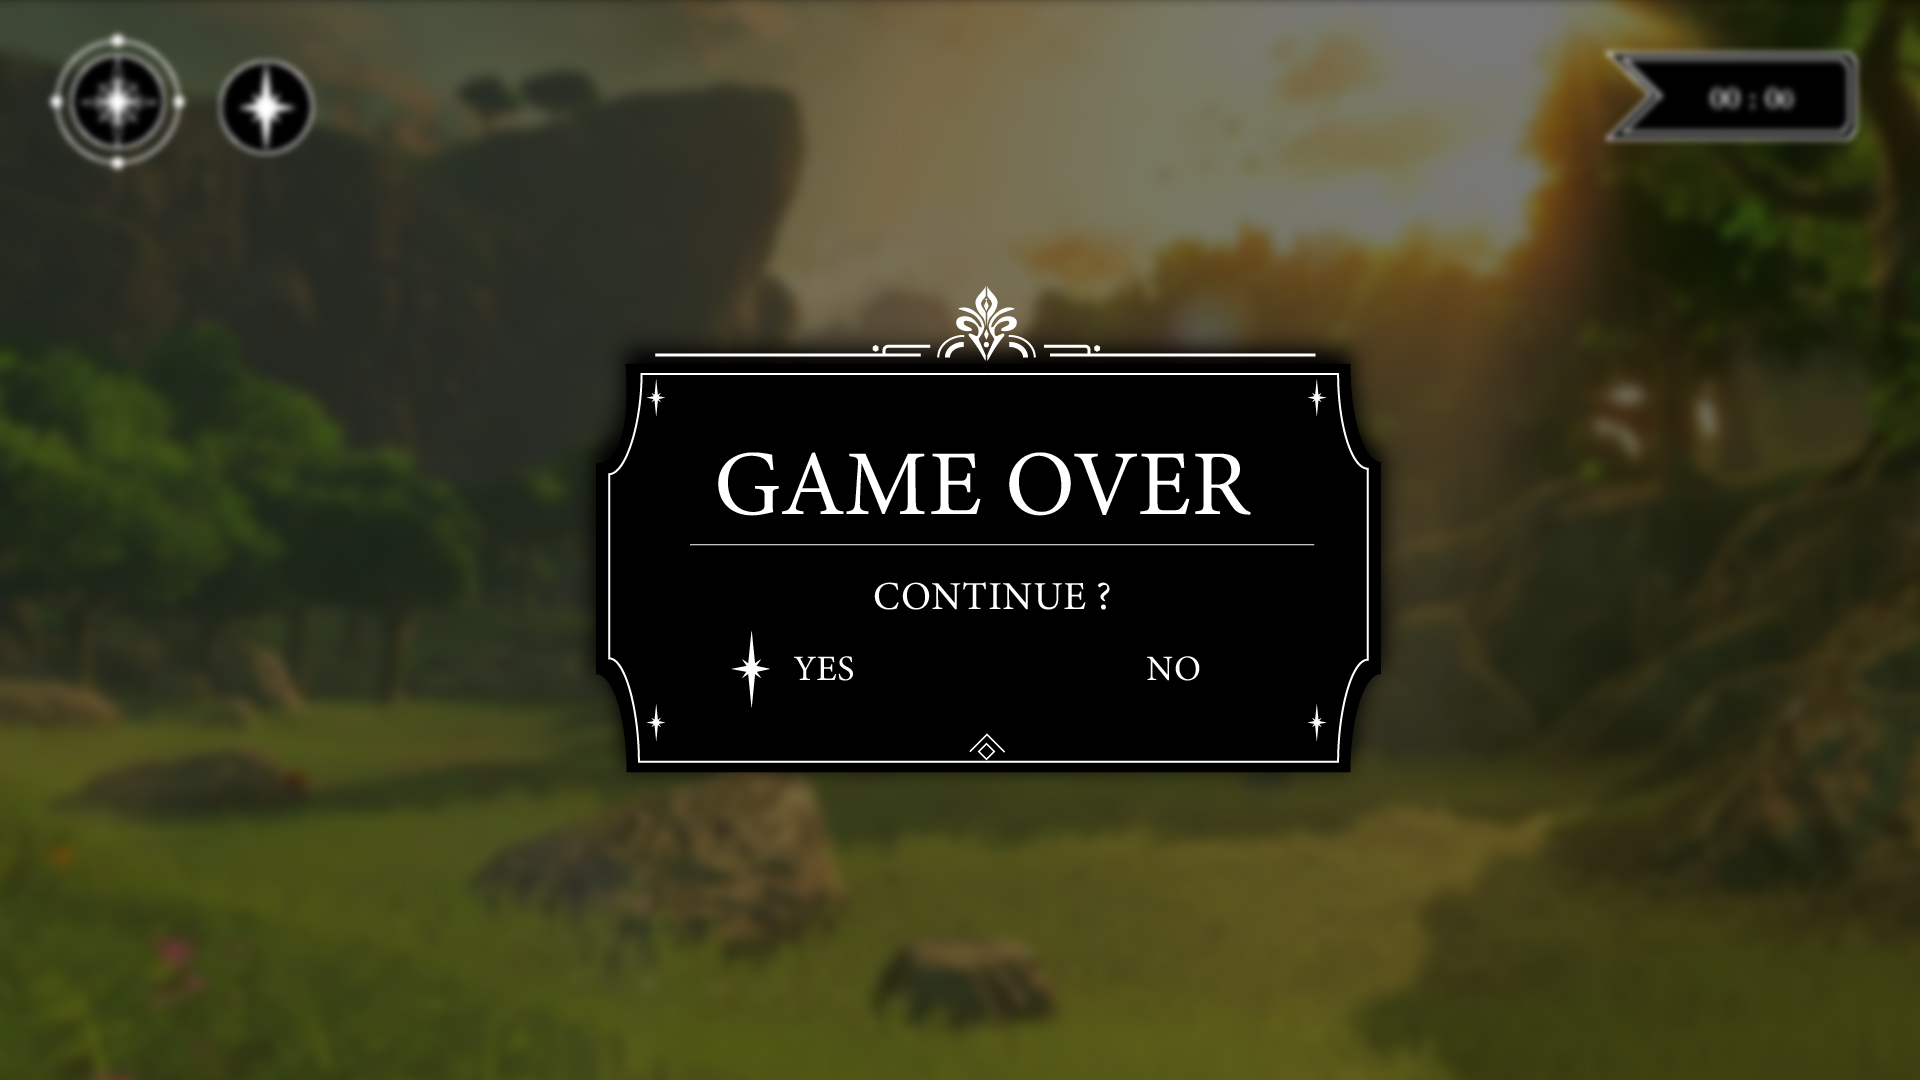 00 : 00
GAME OVER
CONTINUE ?
YES
NO